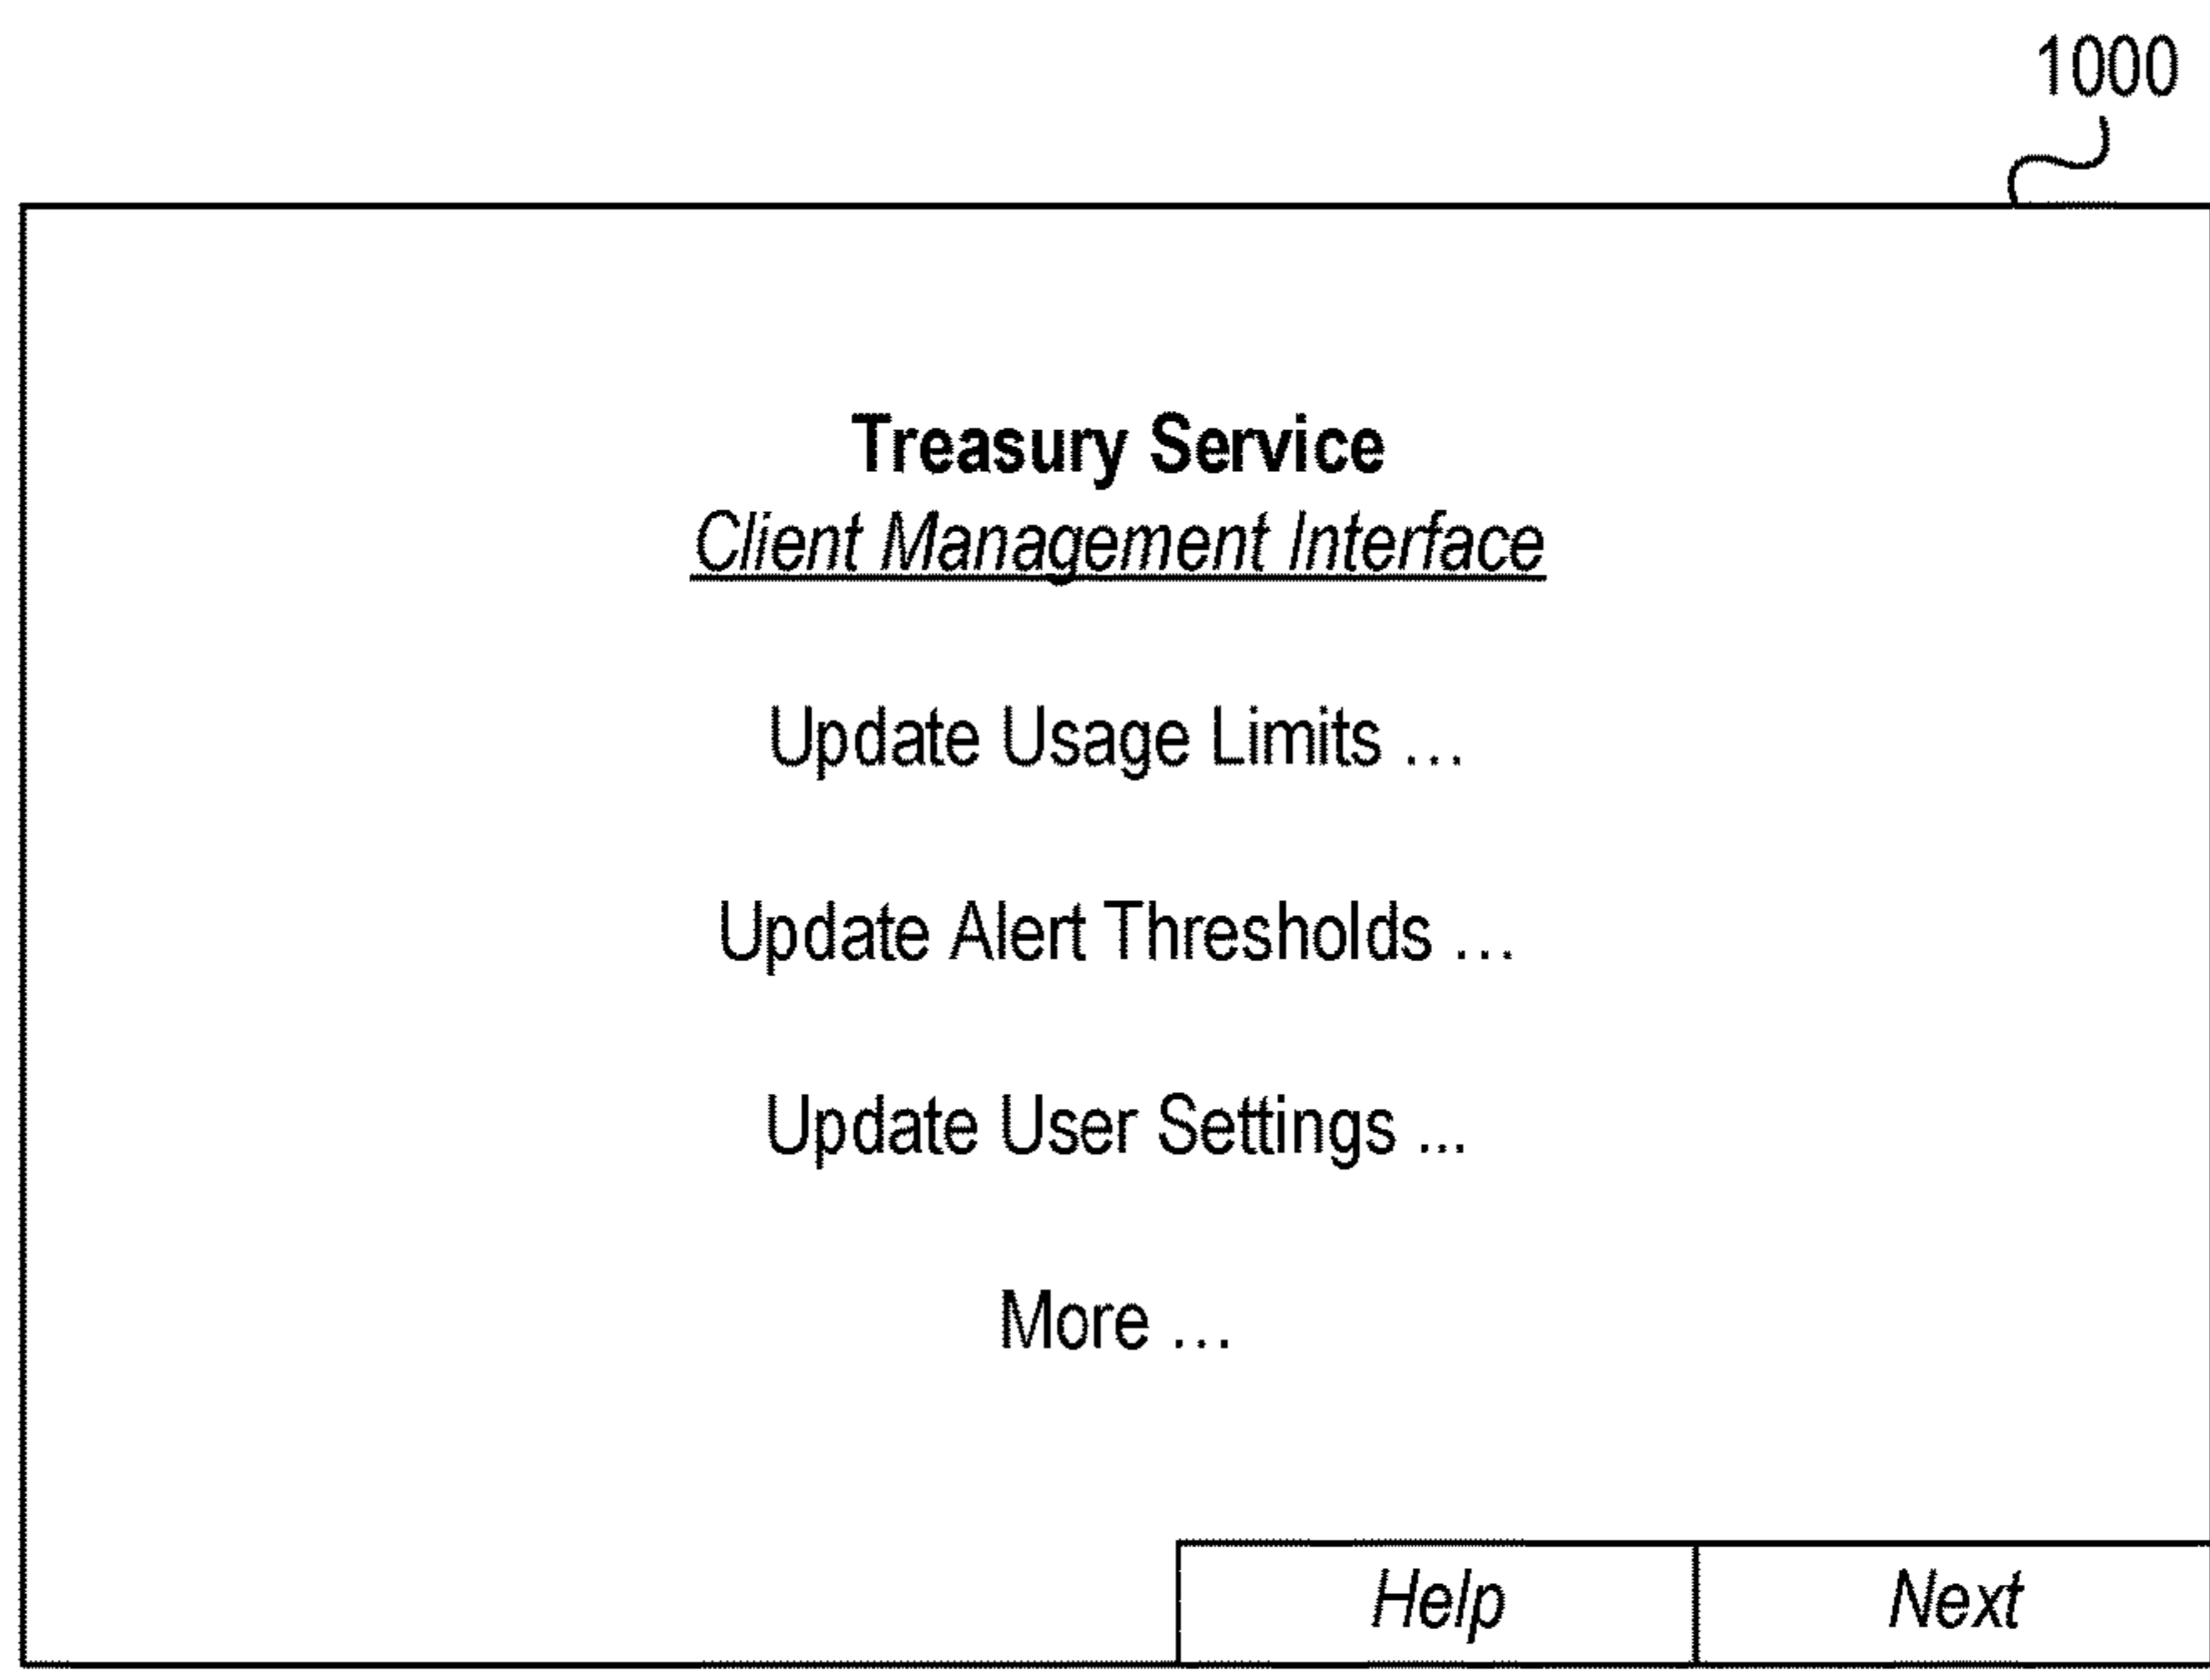 1000
Treasury Service
Client Management Interface
Update Usage Limits ...
Update Alert Thresholds ...
Update User Settings ...
More ...
Help Next